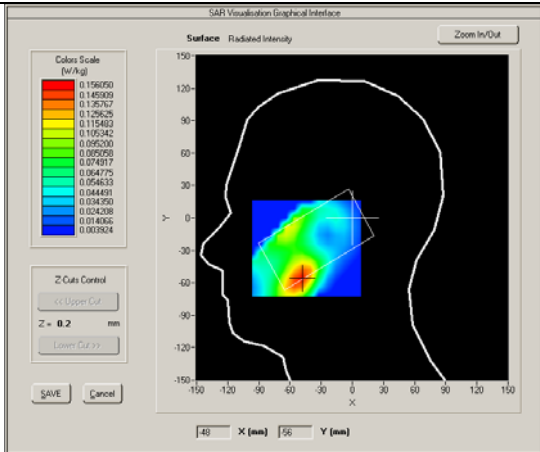 SAR Visualisation Graphical Interface
Surface Radiated Intensity
Zoom In/Out
Colors Scale
(W/kg)
0.156050
0.145909
0.135767
0.125625
0.115483
0.105342
0.095200
0.085058
0.074917
0.064775
0.054633
0.044491
0.034350
0.024208
0.014066
0.003924
Z-Cuts Control
<< Upper Cut
Z = 0.2 mm
Lower Cut >>
SAVE Cancel
150
120
90
60
30
0
-30
-60
-90
-120
-150
Y
-150 -120 -90 -60 -30 0 30 60 90 120 150
X
-48 X (mm) -56 Y (mm)